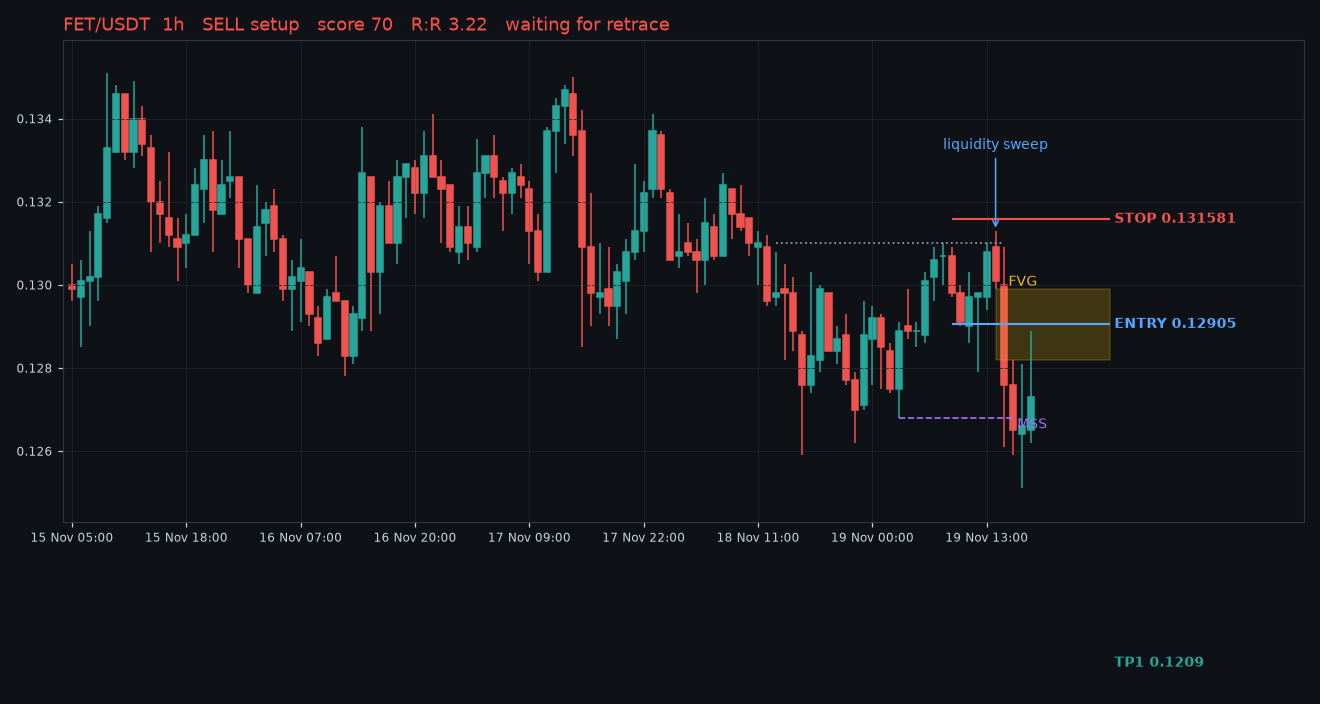 FET/USDT 1h SELL setup score 70 R:R 3.22 waiting for retrace
0.134
liquidity sweep
0.132
STOP 0.131581
0.130
FVG
ENTRY 0.12905
0.128
MSS
0.126
15 Nov 05:00 15 Nov 18:00 16 Nov 07:00 16 Nov 20:00 17 Nov 09:00 17 Nov 22:00 18 Nov 11:00 19 Nov 00:00 19 Nov 13:00
TP1 0.1209